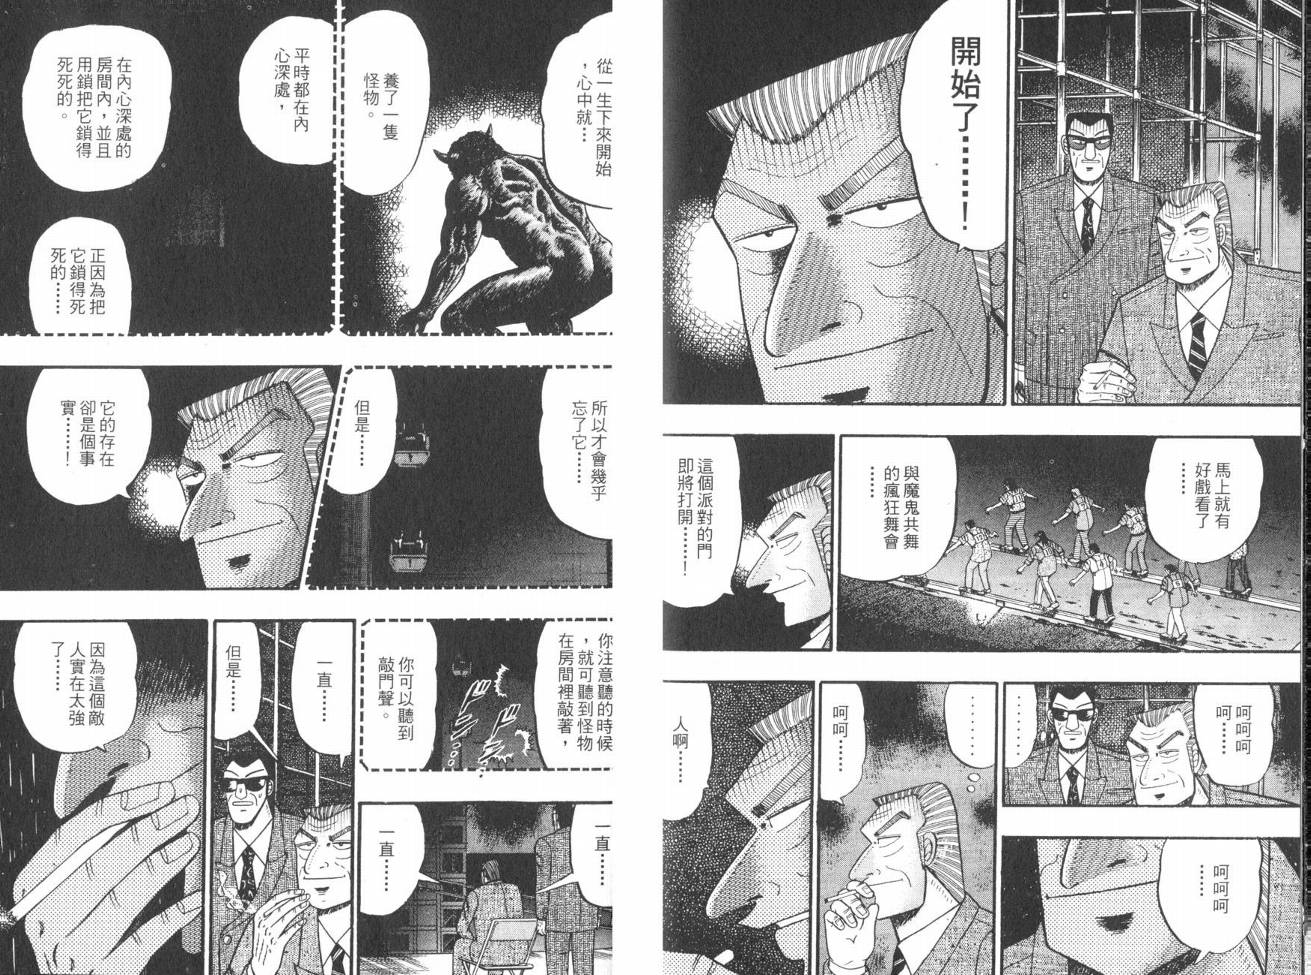 開始了………!
馬上就有
好戲看了
……
與魔鬼共舞
的瘋狂舞會
……
這個派對的門
即將打開………!
呵呵呵
呵……
……
……
呵呵呵
……
呵呵……
人啊……
從一生下來開始
，心中就……
養了一隻
怪物。
平時都在內
心深處，
在內心深處的
房間內，並且
用鎖把它鎖得
死死的。
正因為把
它鎖得死
死的……
所以才會幾乎
忘了它……
但是……
它的存在
卻是個事
實………!
你注意聽的時候
，就可聽到怪物
在房間裡敲著，
你可以聽到
敲門聲。
ドン
ドン…
一直…
一直…
一直……
但是……
因為這個敵
人實在太強
了……